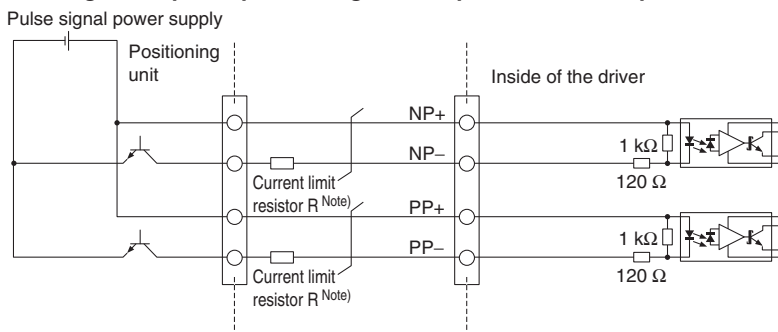 Pulse signal power supply
Positioning
unit
Inside of the driver
NP+
NP−
1 kΩ
120 Ω
Current limit
resistor R Note)
PP+
PP−
1 kΩ
120 Ω
Current limit
resistor R Note)